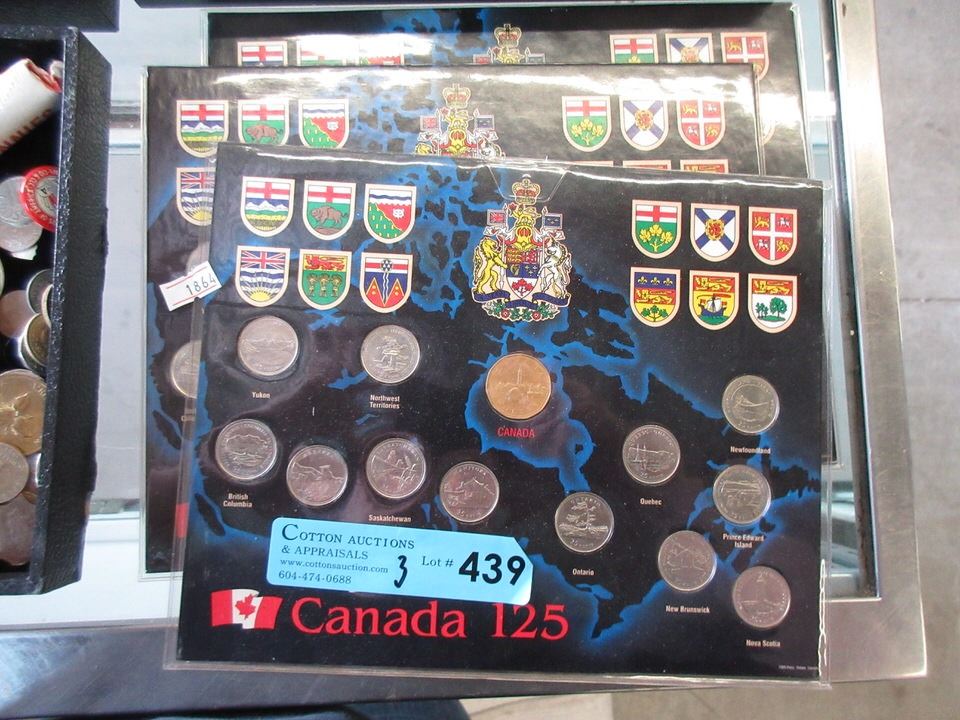 1864
Yukon
Northwest
Territories
CANADA
Newfoundland
British
Columbia
Saskatchewan
Quebec
Prince Edward
Island
Ontario
New Brunswick
Nova Scotia
COTTON AUCTIONS
& APPRAISALS
www.cottonsauction.com
604-474-0688
3
Lot # 439
Canada 125